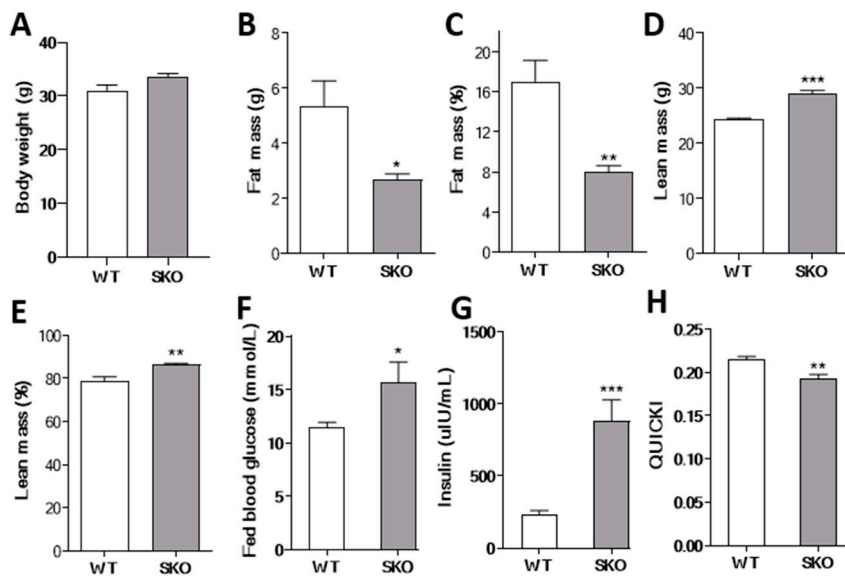 A
Body weight (g)
40
30
20
10
0
WT
SKO
B
Fat mass (g)
8
6
4
2
0
*
WT
SKO
C
Fat mass (%)
20
16
12
8
4
0
**
WT
SKO
D
Lean mass (g)
40
30
20
10
0
***
WT
SKO
E
Lean mass (%)
100
80
60
40
20
0
**
WT
SKO
F
Fed blood glucose (mmol/L)
20
15
10
5
0
*
WT
SKO
G
Insulin (uIU/mL)
1500
1000
500
0
***
WT
SKO
H
QUICKI
0.25
0.20
0.15
0.10
0.05
0.00
**
WT
SKO